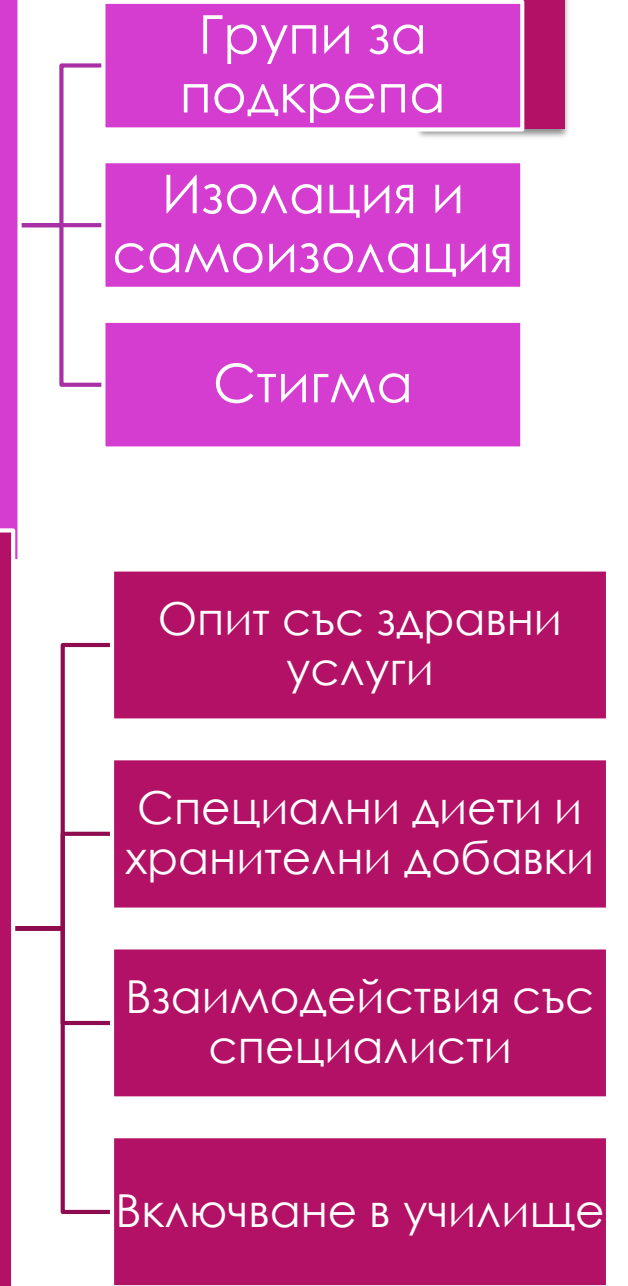 Групи за
подкрепа
Изолация и
самоизолация
Стигма
Опит със здравни
услуги
Специални диети и
хранителни добавки
Взаимодействия със
специалисти
Включване в училище